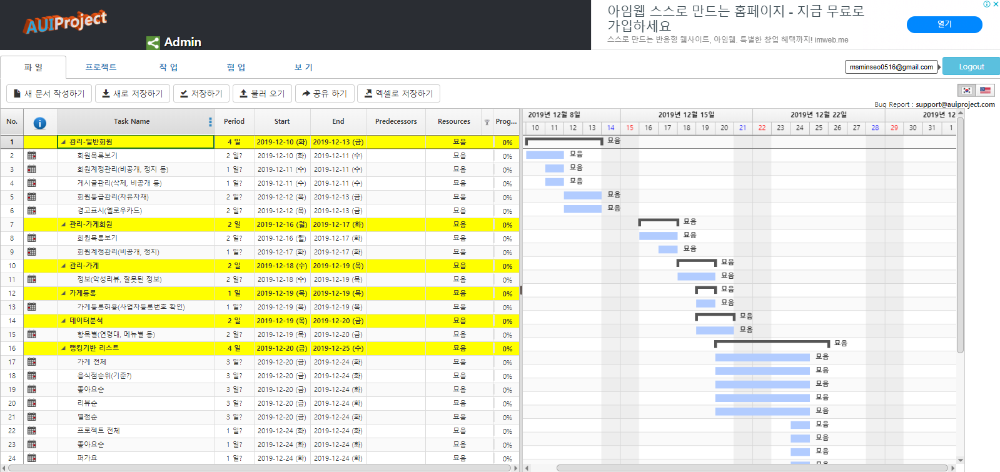 AUIProject
Admin
아임웹 스스로 만드는 홈페이지 - 지금 무료로
가입하세요
스스로 만드는 반응형 웹사이트, 아임웹. 특별한 창업 혜택까지! imweb.me
열기
파 일 프로젝트 작 업 협 업 보 기
msminseo0516@gmail.com Logout
새 문서 작성하기 새로 저장하기 저장하기 불러 오기 공유 하기 엑셀로 저장하기
Bug Report : support@auiproject.com
No. Task Name Period Start End Predecessors Resources Prog...
2019년 12월 8일 2019년 12월 15일 2019년 12월 22일 2019년 12
10 11 12 13 14 15 16 17 18 19 20 21 22 23 24 25 26 27 28 29 30 31 1
1 관리-일반회원 4 일 2019-12-10 (화) 2019-12-13 (금) 묘음 0% 묘음
2 회원목록보기 2 일? 2019-12-10 (화) 2019-12-11 (수) 묘음 0% 묘음
3 회원계정관리(비공개, 정지 등) 1 일? 2019-12-11 (수) 2019-12-11 (수) 묘음 0% 묘음
4 게시글관리(삭제, 비공개 등) 1 일? 2019-12-11 (수) 2019-12-11 (수) 묘음 0% 묘음
5 회원등급관리(자유자재) 2 일? 2019-12-12 (목) 2019-12-13 (금) 묘음 0% 묘음
6 경고표시(옐로우카드) 2 일? 2019-12-12 (목) 2019-12-13 (금) 묘음 0% 묘음
7 관리-가게회원 2 일 2019-12-16 (월) 2019-12-17 (화) 묘음 0% 묘음
8 회원목록보기 2 일? 2019-12-16 (월) 2019-12-17 (화) 묘음 0% 묘음
9 회원계정관리(비공개, 정지) 1 일? 2019-12-17 (화) 2019-12-17 (화) 묘음 0% 묘음
10 관리-가게 2 일 2019-12-18 (수) 2019-12-19 (목) 묘음 0% 묘음
11 정보(악성리뷰, 잘못된 정보) 2 일? 2019-12-18 (수) 2019-12-19 (목) 묘음 0% 묘음
12 가게등록 1 일 2019-12-19 (목) 2019-12-19 (목) 묘음 0% 묘음
13 가게등록허용(사업자등록번호 확인) 1 일? 2019-12-19 (목) 2019-12-19 (목) 묘음 0% 묘음
14 데이터분석 2 일 2019-12-19 (목) 2019-12-20 (금) 묘음 0% 묘음
15 항목별(연령대, 메뉴별 등) 2 일? 2019-12-19 (목) 2019-12-20 (금) 묘음 0% 묘음
16 랭킹기반 리스트 4 일 2019-12-20 (금) 2019-12-25 (수) 묘음 0% 묘음
17 가게 전체 3 일? 2019-12-20 (금) 2019-12-24 (화) 묘음 0% 묘음
18 음식점순위(기준?) 3 일? 2019-12-20 (금) 2019-12-24 (화) 묘음 0% 묘음
19 좋아요순 3 일? 2019-12-20 (금) 2019-12-24 (화) 묘음 0% 묘음
20 리뷰순 3 일? 2019-12-20 (금) 2019-12-24 (화) 묘음 0% 묘음
21 별점순 3 일? 2019-12-20 (금) 2019-12-24 (화) 묘음 0% 묘음
22 프로젝트 전체 1 일? 2019-12-24 (화) 2019-12-24 (화) 묘음 0% 묘음
23 좋아요순 1 일? 2019-12-24 (화) 2019-12-24 (화) 묘음 0% 묘음
24 퍼가요 1 일? 2019-12-24 (화) 2019-12-24 (화) 묘음 0% 묘음